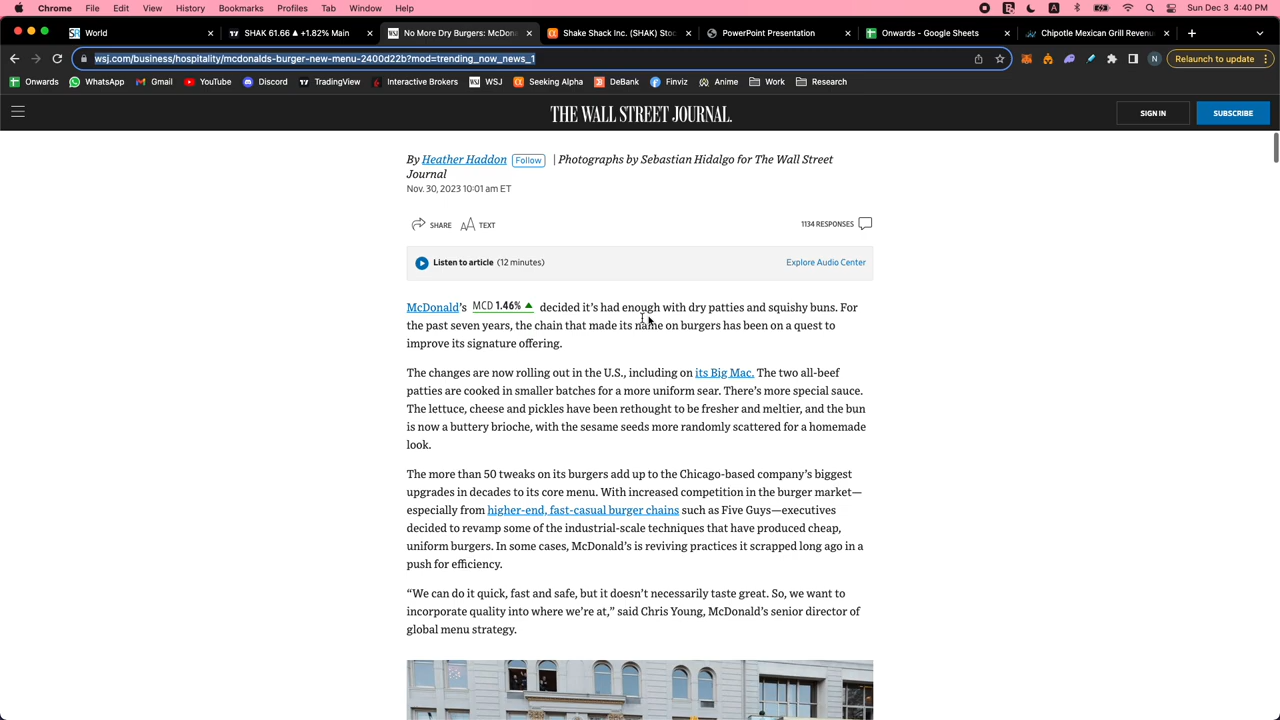 Chrome File Edit View History Bookmarks Profiles Tab Window Help Sun Dec 3 4:40 PM
World SHAK 61.66 ▲ +1.82% Main No More Dry Burgers: McDona Shake Shack Inc. (SHAK) Stoc PowerPoint Presentation Onwards - Google Sheets Chipotle Mexican Grill Revenu
wsj.com/business/hospitality/mcdonalds-burger-new-menu-2400d22b?mod=trending_now_news_1 N Relaunch to update
Onwards WhatsApp Gmail YouTube Discord TradingView Interactive Brokers WSJ Seeking Alpha DeBank Finviz Anime Work Research
THE WALL STREET JOURNAL. SIGN IN SUBSCRIBE
By Heather Haddon Follow | Photographs by Sebastian Hidalgo for The Wall Street
Journal
Nov. 30, 2023 10:01 am ET
SHARE AA TEXT 1134 RESPONSES
Listen to article (12 minutes) Explore Audio Center
McDonald's MCD 1.46% ▲ decided it's had enough with dry patties and squishy buns. For
the past seven years, the chain that made its name on burgers has been on a quest to
improve its signature offering.
The changes are now rolling out in the U.S., including on its Big Mac. The two all-beef
patties are cooked in smaller batches for a more uniform sear. There's more special sauce.
The lettuce, cheese and pickles have been rethought to be fresher and meltier, and the bun
is now a buttery brioche, with the sesame seeds more randomly scattered for a homemade
look.
The more than 50 tweaks on its burgers add up to the Chicago-based company's biggest
upgrades in decades to its core menu. With increased competition in the burger market—
especially from higher-end, fast-casual burger chains such as Five Guys—executives
decided to revamp some of the industrial-scale techniques that have produced cheap,
uniform burgers. In some cases, McDonald's is reviving practices it scrapped long ago in a
push for efficiency.
“We can do it quick, fast and safe, but it doesn't necessarily taste great. So, we want to
incorporate quality into where we're at,” said Chris Young, McDonald's senior director of
global menu strategy.